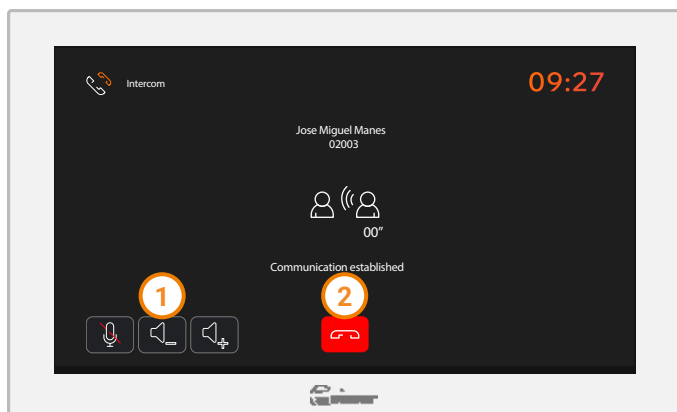 Intercom
09:27
Jose Miguel Manes
02003
00"
Communication established
1
2